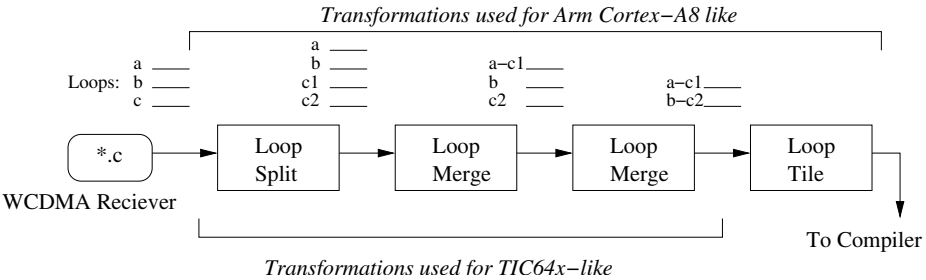 Transformations used for Arm Cortex−A8 like
Loops:
a
b
c
a
b
c1
c2
a−c1
b
c2
a−c1
b−c2
*.c
WCDMA Reciever
Loop
Split
Loop
Merge
Loop
Merge
Loop
Tile
To Compiler
Transformations used for TIC64x−like